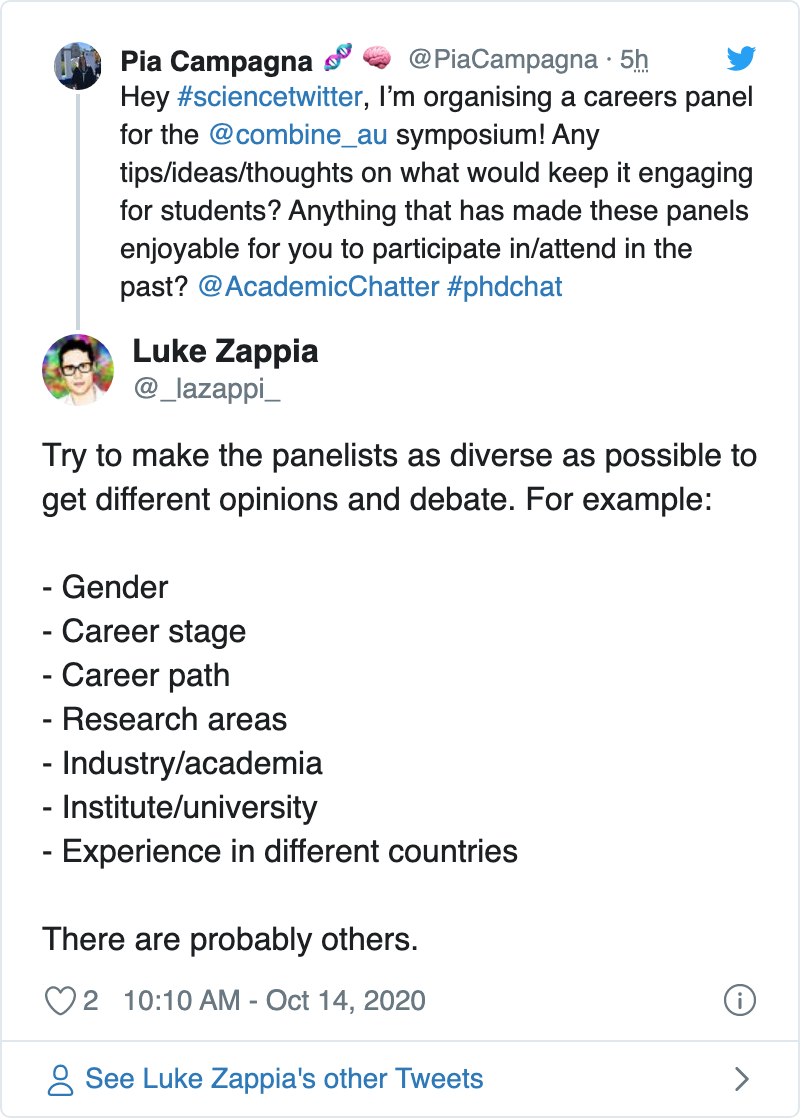 Pia Campagna 🧬 🧠 @PiaCampagna · 5h
Hey #sciencetwitter, I’m organising a careers panel
for the @combine_au symposium! Any
tips/ideas/thoughts on what would keep it engaging
for students? Anything that has made these panels
enjoyable for you to participate in/attend in the
past? @AcademicChatter #phdchat
Luke Zappia
@_lazappi_
Try to make the panelists as diverse as possible to
get different opinions and debate. For example:
- Gender
- Career stage
- Career path
- Research areas
- Industry/academia
- Institute/university
- Experience in different countries
There are probably others.
2 10:10 AM - Oct 14, 2020
See Luke Zappia's other Tweets